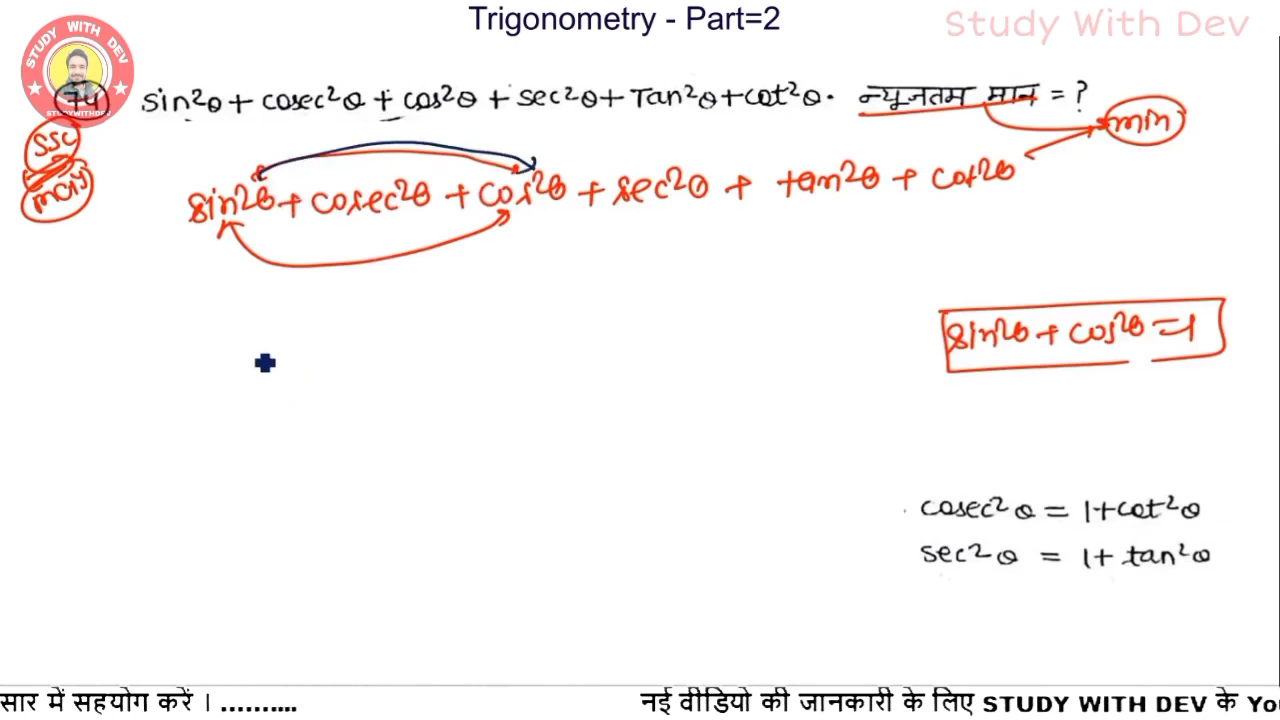 Trigonometry - Part=2
Study With Dev
STUDY WITH DEV
STUDYWITHDEV
74 sin²θ + cosec²θ + cos²θ + sec²θ + Tan²θ + cot²θ. न्यूनतम मान = ?
min
SSC
sin²θ + cosec²θ + cos²θ + sec²θ + tan²θ + cot²θ
sin²θ + cos²θ = 1
cosec²θ = 1+cot²θ
sec²θ = 1+ tan²θ
सार में सहयोग करें । ......... नई वीडियो की जानकारी के लिए STUDY WITH DEV के Yo